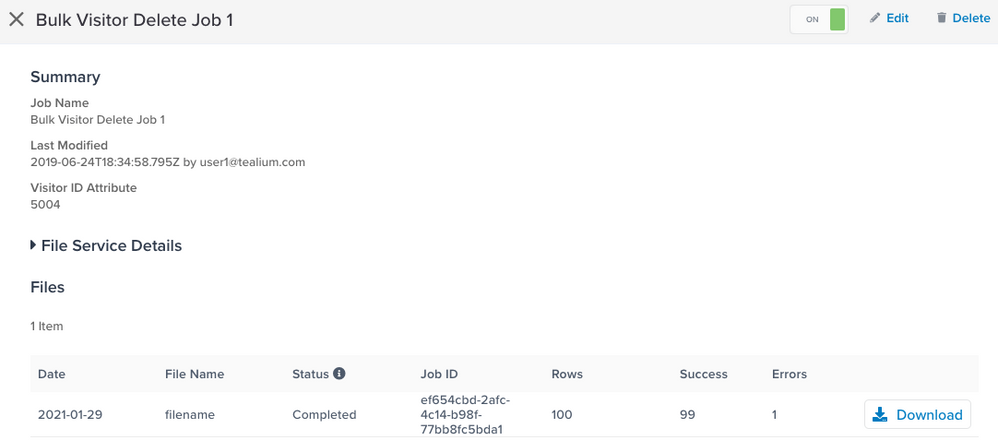 Bulk Visitor Delete Job 1
ON
Edit
Delete
Summary
Job Name
Bulk Visitor Delete Job 1
Last Modified
2019-06-24T18:34:58.795Z by user1@tealium.com
Visitor ID Attribute
5004
File Service Details
Files
1 Item
Date File Name Status Job ID Rows Success Errors
2021-01-29 filename Completed ef654cbd-2afc-
4c14-b98f-
77bb8fc5bda1 100 99 1 Download